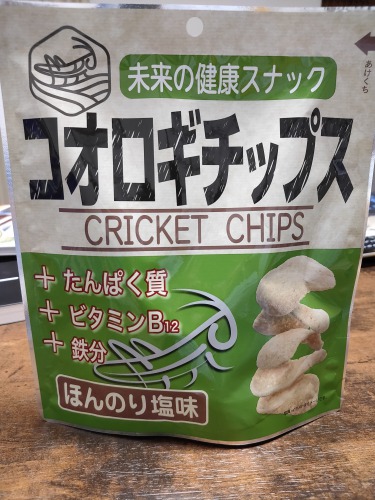 あけくち
未来の健康スナック
コオロギチップス
CRICKET CHIPS
+ たんぱく質
+ ビタミンB12
+ 鉄分
ほんのり塩味